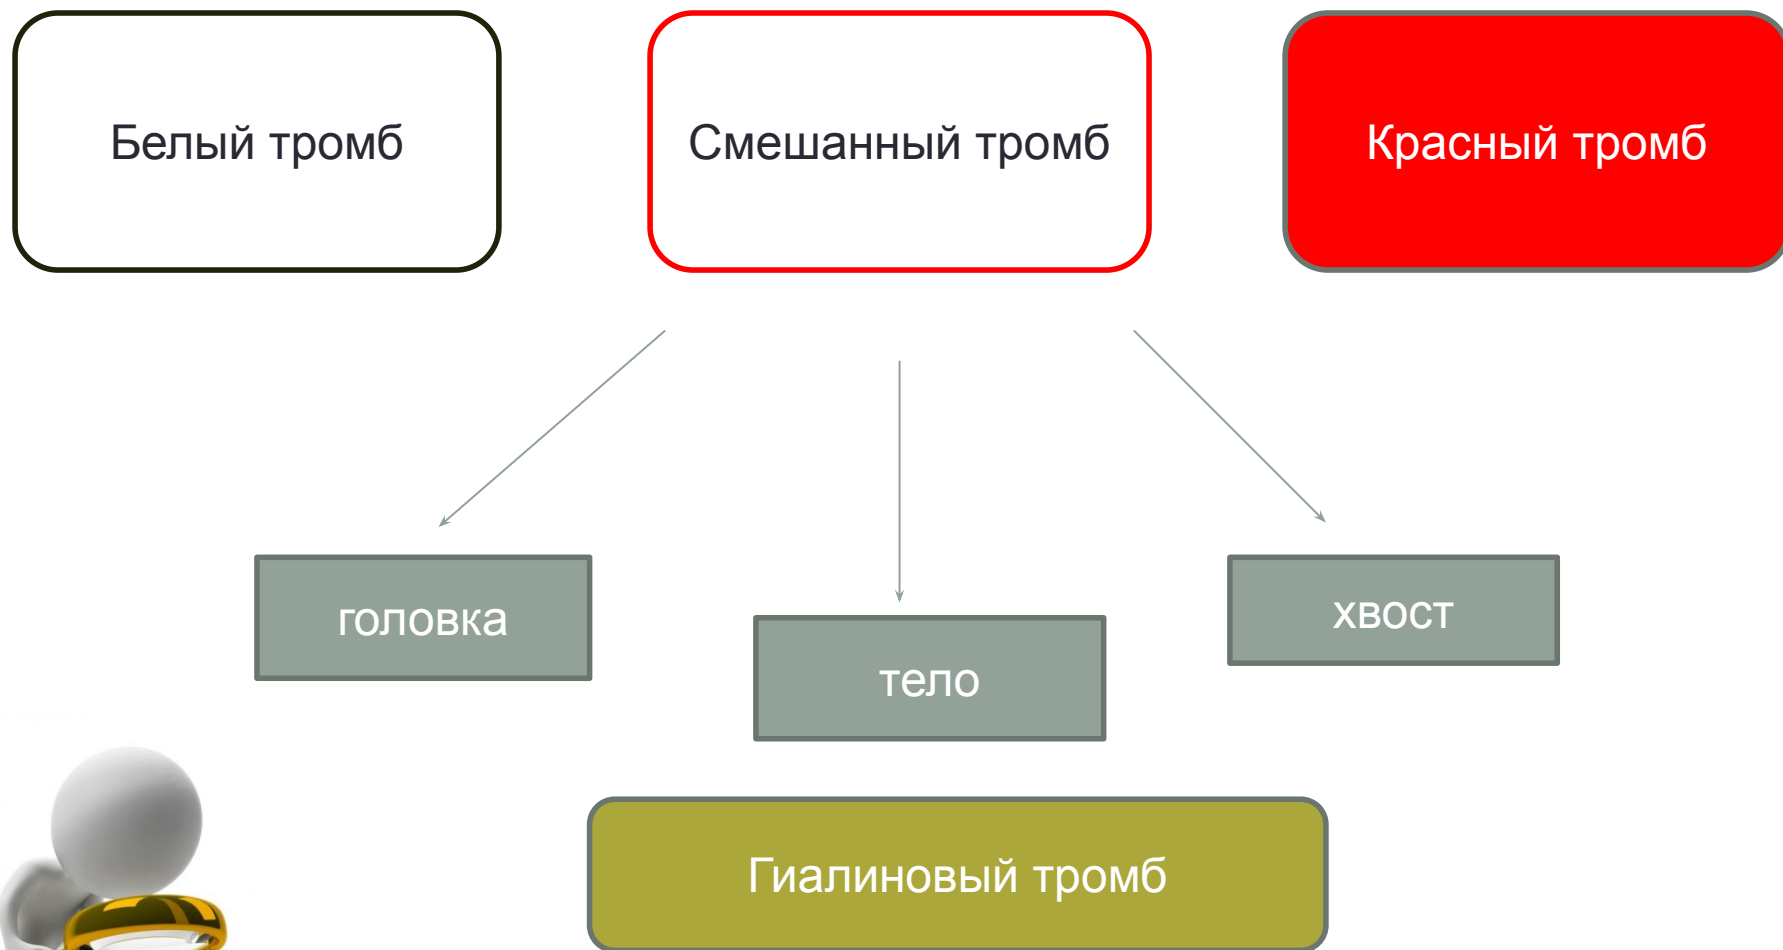 Белый тромб
Смешанный тромб
Красный тромб
головка
тело
хвост
Гиалиновый тромб